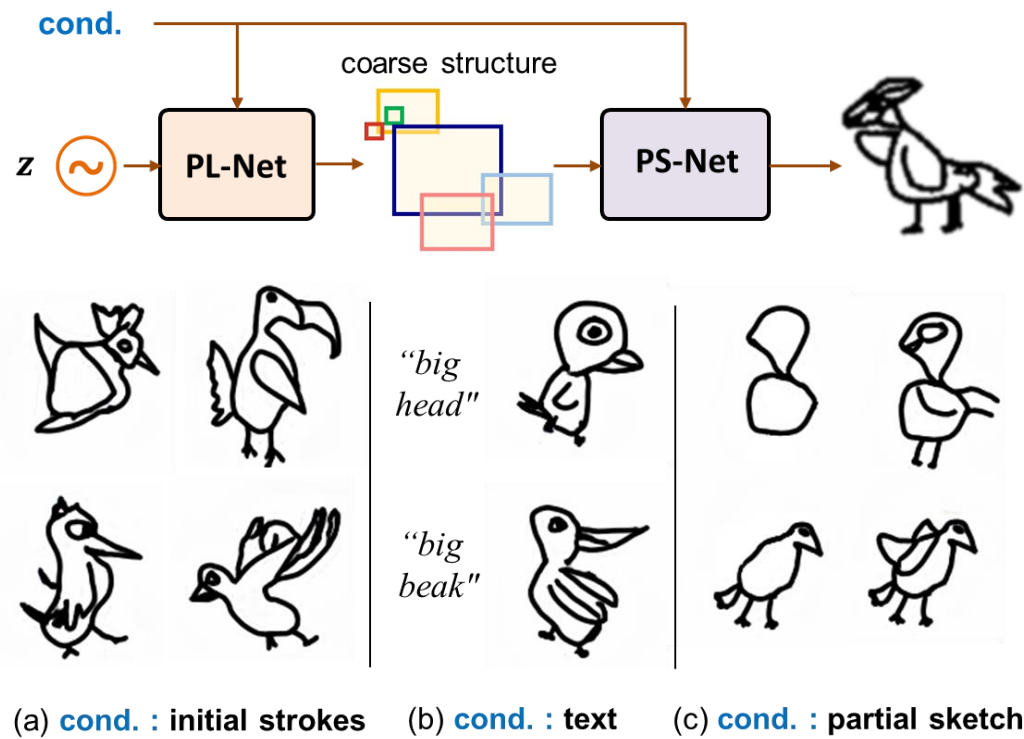 cond.
coarse structure
z
PL-Net
PS-Net
“big
head"
“big
beak"
(a) cond. : initial strokes
(b) cond. : text
(c) cond. : partial sketch